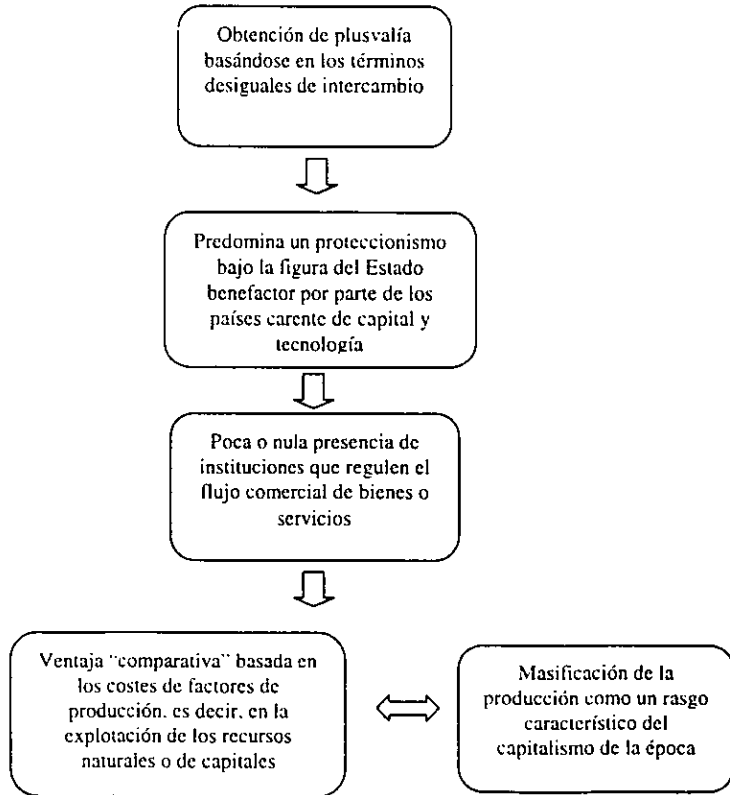 Obtención de plusvalía
basándose en los términos
desiguales de intercambio
Predomina un proteccionismo
bajo la figura del Estado
benefactor por parte de los
países carente de capital y
tecnología
Poca o nula presencia de
instituciones que regulen el
flujo comercial de bienes o
servicios
Ventaja "comparativa" basada en
los costes de factores de
producción, es decir, en la
explotación de los recursos
naturales o de capitales
Masificación de la
producción como un rasgo
característico del
capitalismo de la época